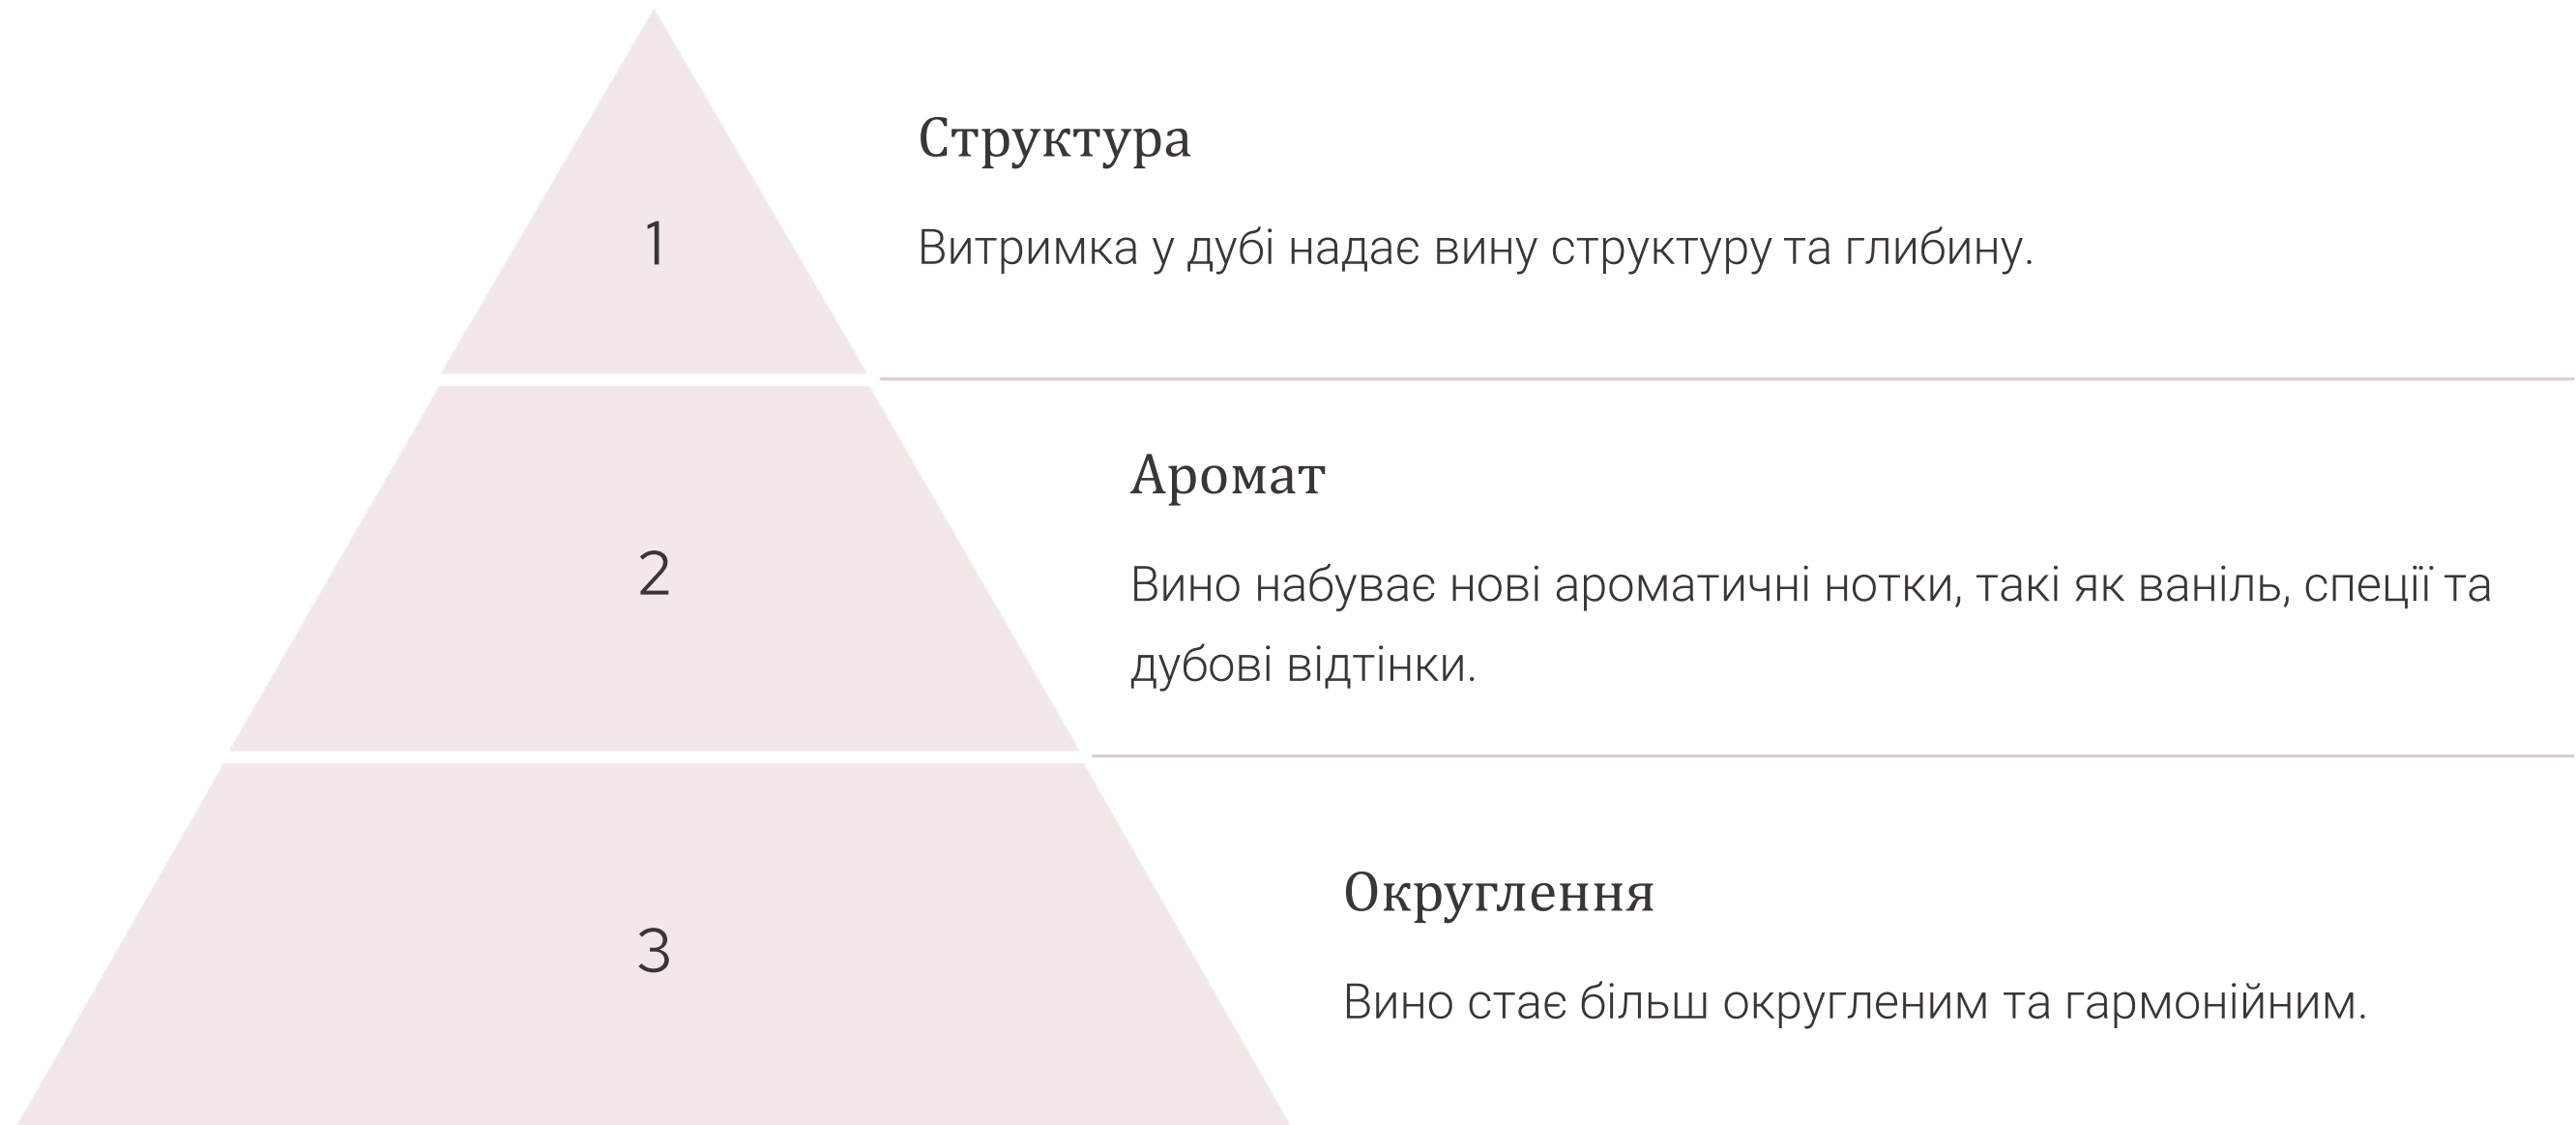 1
Структура
Витримка у дубі надає вину структуру та глибину.
2
Аромат
Вино набуває нові ароматичні нотки, такі як ваніль, спеції та
дубові відтінки.
3
Округлення
Вино стає більш округленим та гармонійним.